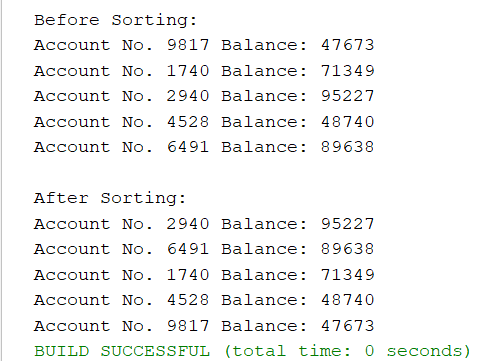 Before Sorting:
Account No. 9817 Balance: 47673
Account No. 1740 Balance: 71349
Account No. 2940 Balance: 95227
Account No. 4528 Balance: 48740
Account No. 6491 Balance: 89638
After Sorting:
Account No. 2940 Balance: 95227
Account No. 6491 Balance: 89638
Account No. 1740 Balance: 71349
Account No. 4528 Balance: 48740
Account No. 9817 Balance: 47673
BUILD SUCCESSFUL (total time: 0 seconds)